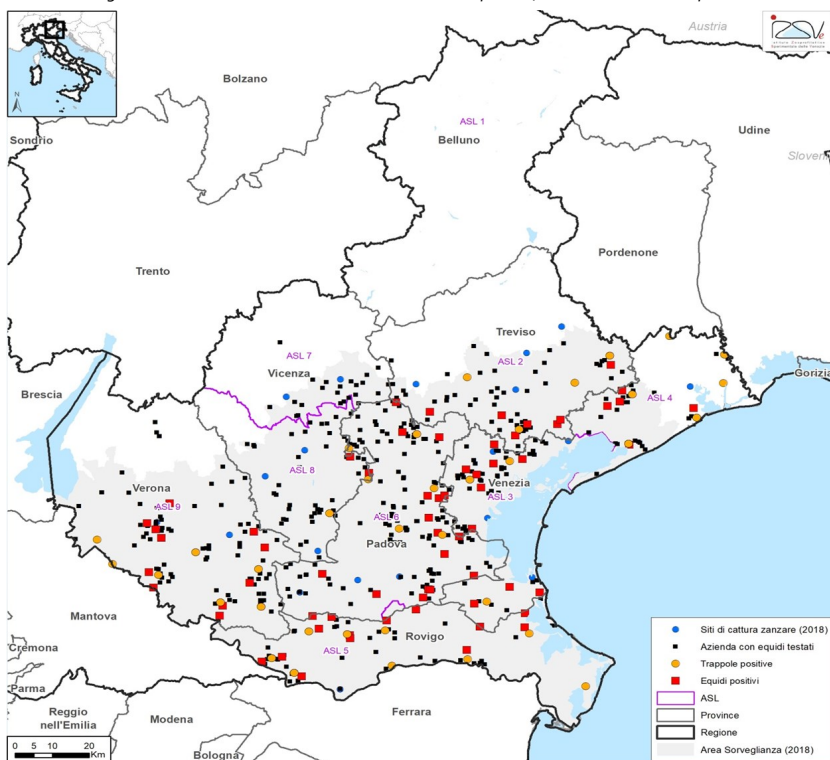 Austria
Bolzano
ASL 1
Belluno
Udine
Sondrio
Pordenone
Trento
Treviso
ASL 2
ASL 7
Vicenza
Gorizia
Brescia
ASL 4
ASL 8
Verona
Venezia
ASL 3
ASL 9
ASL 6
Padova
Mantova
Rovigo
ASL 5
Cremona
Parma
Reggio
nell'Emilia
Modena
Ferrara
Bologna
N
0 5 10 20
Km
Siti di cattura zanzare (2018)
Azienda con equidi testati
Trappole positive
Equidi positivi
ASL
Province
Regione
Area Sorveglianza (2018)